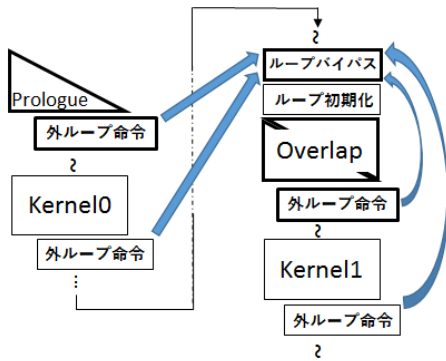 Prologue
外ループ命令
~
Kernel0
外ループ命令
~
ループバイパス
ループ初期化
Overlap
外ループ命令
~
Kernel1
外ループ命令
~